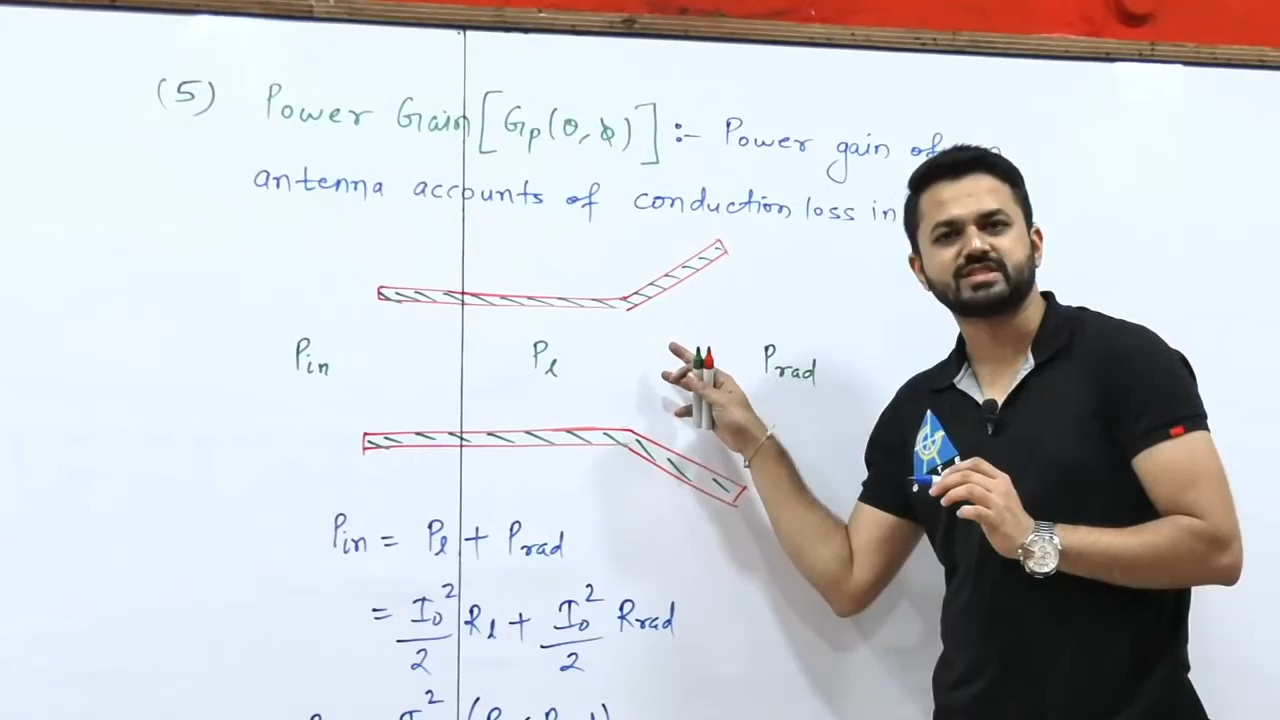 (5) Power Gain [Gp(θ,ϕ)] :- Power gain of
antenna accounts of conduction loss in
Pin Pl Prad
Pin = Pl + Prad
= I0²/2 Rl + I0²/2 Rrad